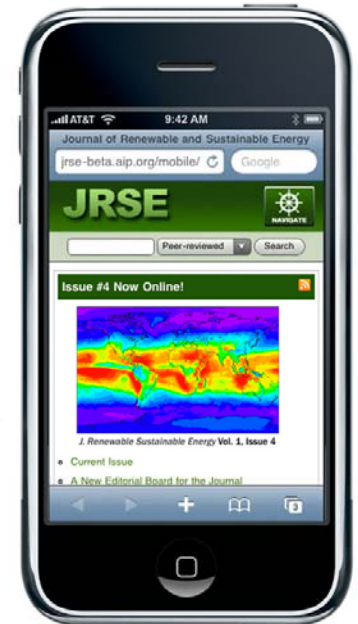 AT&T 9:42 AM
Journal of Renewable and Sustainable Energy
jrse-beta.aip.org/mobile/ Google
JRSE NAVIGATE
Peer-reviewed Search
Issue #4 Now Online!
J. Renewable Sustainable Energy Vol. 1, Issue 4
Current Issue
A New Editorial Board for the Journal
3